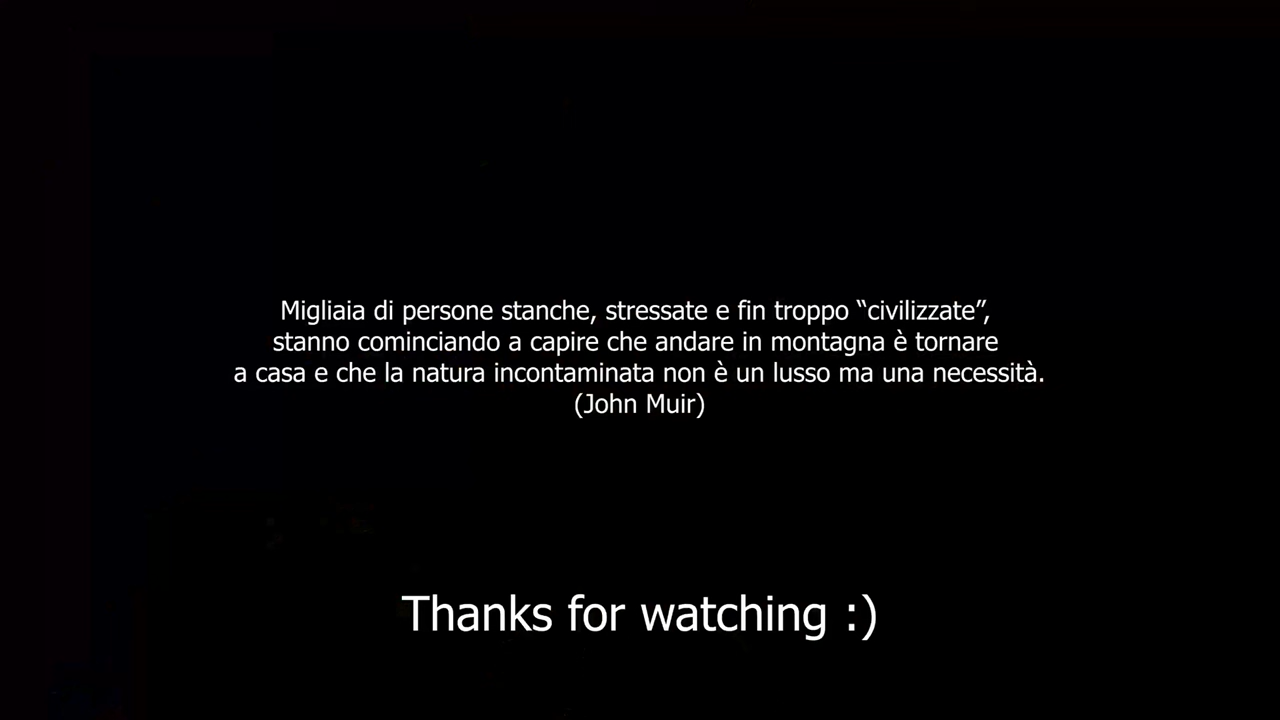 Migliaia di persone stanche, stressate e fin troppo “civilizzate”,
stanno cominciando a capire che andare in montagna è tornare
a casa e che la natura incontaminata non è un lusso ma una necessità.
(John Muir)
Thanks for watching :)